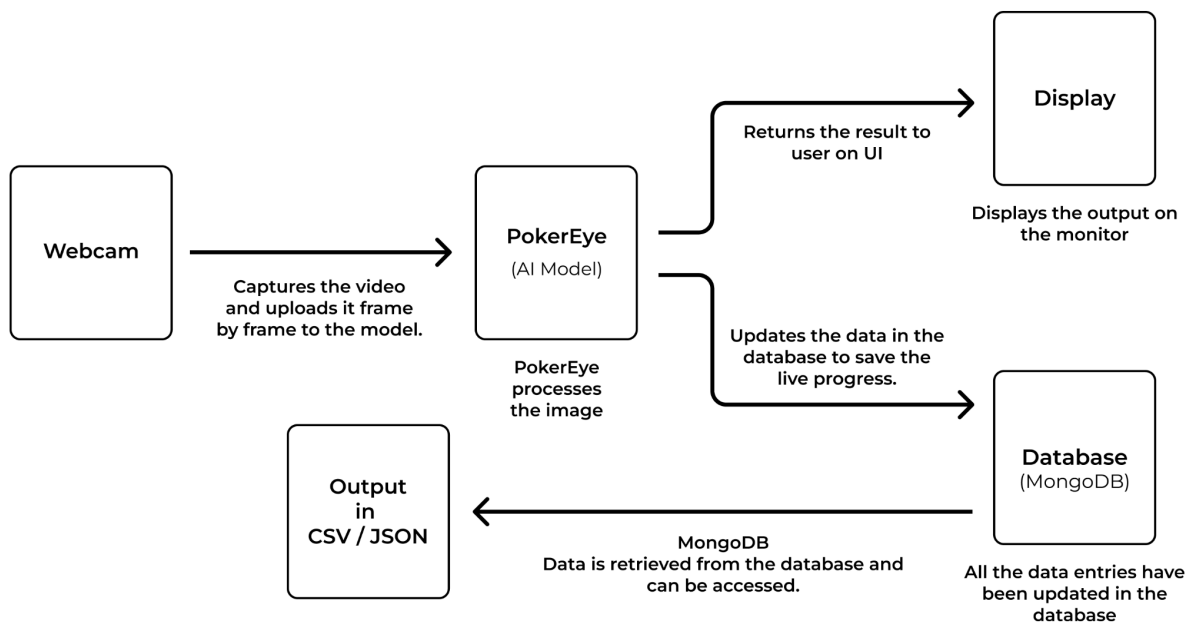 Display
Returns the result to
user on UI
Displays the output on
the monitor
Webcam
Captures the video
and uploads it frame
by frame to the model.
PokerEye
(AI Model)
PokerEye
processes
the image
Updates the data in the
database to save the
live progress.
Database
(MongoDB)
All the data entries have
been updated in the
database
MongoDB
Data is retrieved from the database and
can be accessed.
Output
in
CSV / JSON